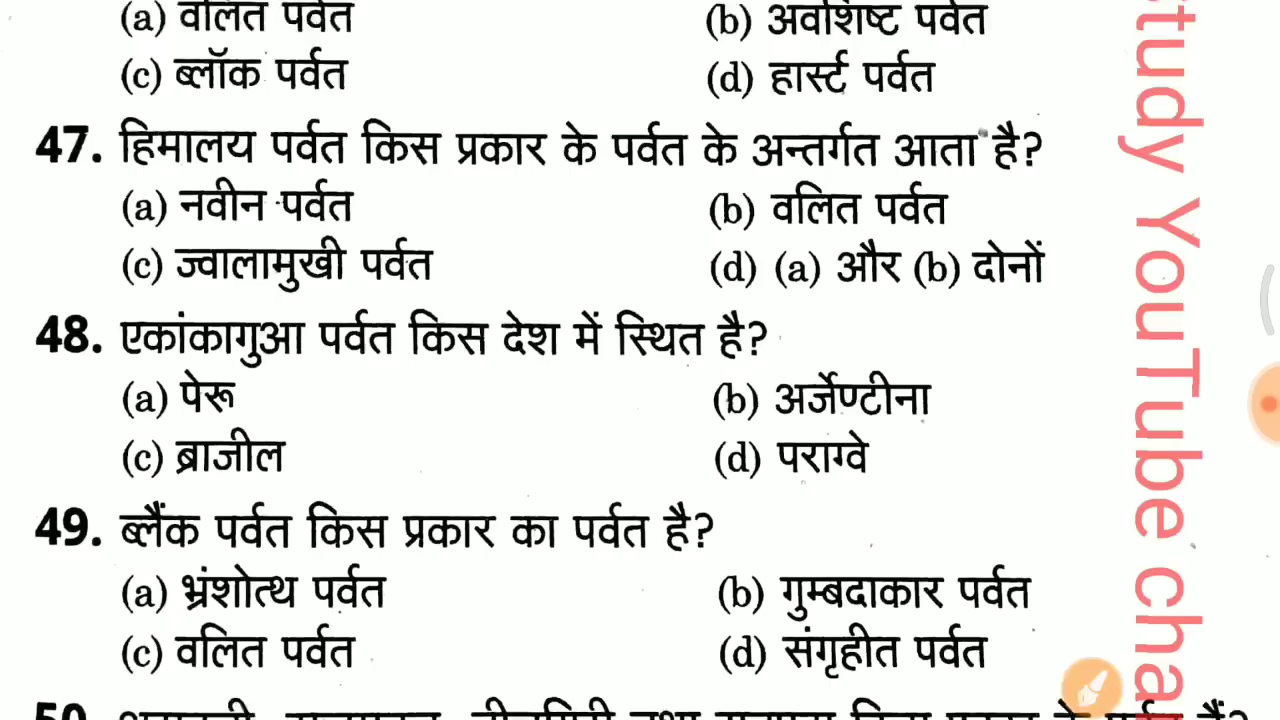 (a) वलित पर्वत (b) अवशिष्ट पर्वत
(c) ब्लॉक पर्वत (d) हार्स्ट पर्वत
47. हिमालय पर्वत किस प्रकार के पर्वत के अन्तर्गत आता है?
(a) नवीन पर्वत (b) वलित पर्वत
(c) ज्वालामुखी पर्वत (d) (a) और (b) दोनों
48. एकांकागुआ पर्वत किस देश में स्थित है?
(a) पेरू (b) अर्जेण्टीना
(c) ब्राजील (d) पराग्वे
49. ब्लैंक पर्वत किस प्रकार का पर्वत है?
(a) भ्रंशोत्थ पर्वत (b) गुम्बदाकार पर्वत
(c) वलित पर्वत (d) संगृहीत पर्वत
50.
study YouTube cha